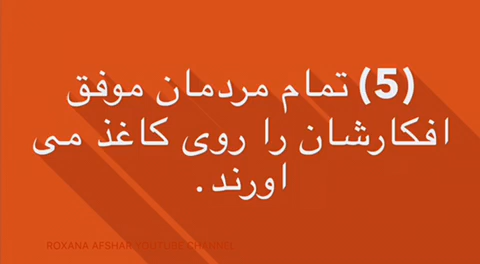 (5) تمام مردمان موفق
افکارشان را روی کاغذ می
اورند.
ROXANA AFSHAR YOUTUBE CHANNEL